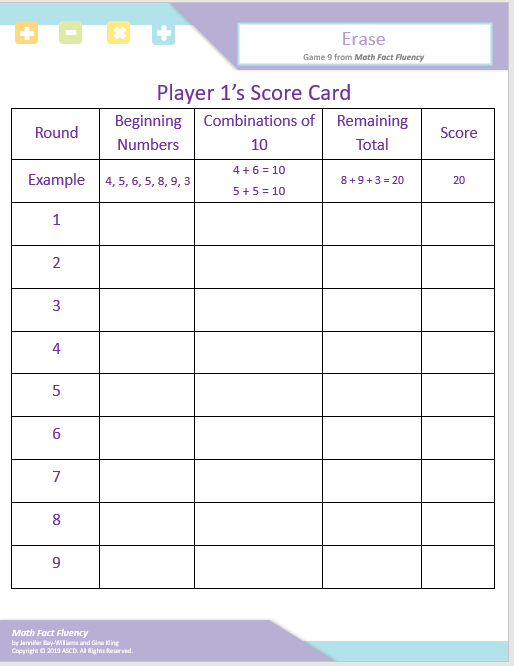 Erase
Game 9 from Math Fact Fluency
Player 1's Score Card
Round
Beginning
Numbers
Combinations of
10
Remaining
Total
Score
Example
4, 5, 6, 5, 8, 9, 3
4 + 6 = 10
5 + 5 = 10
8 + 9 + 3 = 20
20
1
2
3
4
5
6
7
8
9
Math Fact Fluency
by Jennifer Bay-Williams and Gina Kling
Copyright © 2019 ASCD. All Rights Reserved.